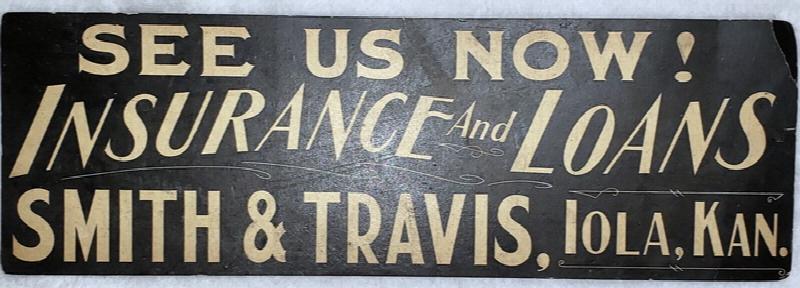 SEE US NOW!
INSURANCE And LOANS
SMITH & TRAVIS, IOLA, KAN.